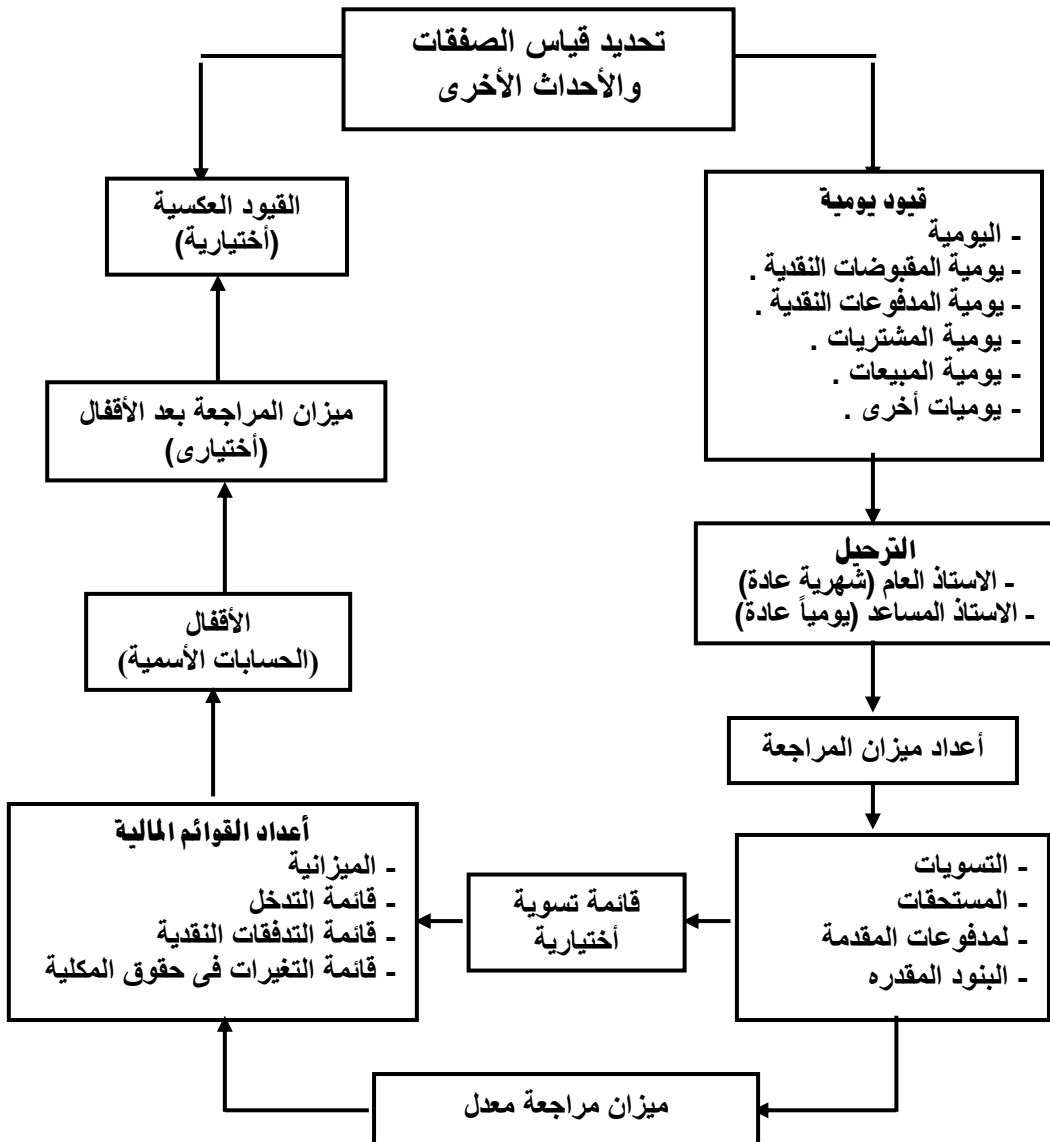 تحديد قياس الصفقات
والأحداث الأخرى
قيود يومية
- اليومية
- يومية المقبوضات النقدية .
- يومية المدفوعات النقدية .
- يومية المشتريات .
- يومية المبيعات .
- يوميات أخرى .
الترحيل
- الاستاذ العام (شهرية عادة)
- الاستاذ المساعد (يومياً عادة)
أعداد ميزان المراجعة
- التسويات
- المستحقات
- لمدفوعات المقدمة
- البنود المقدره
قائمة تسوية
أختيارية
ميزان مراجعة معدل
أعداد القوائم المالية
- الميزانية
- قائمة التدخل
- قائمة التدفقات النقدية
- قائمة التغيرات فى حقوق المكلية
الأقفال
(الحسابات الأسمية)
ميزان المراجعة بعد الأقفال
(أختيارى)
القيود العكسية
(أختيارية)